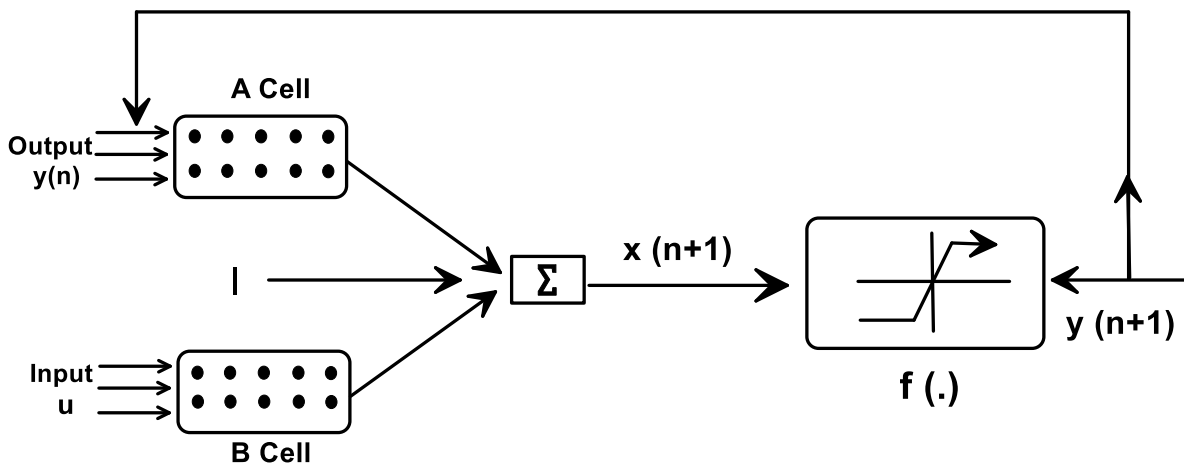 A Cell
Output
y(n)
I
Σ
x (n+1)
y (n+1)
f (.)
Input
u
B Cell